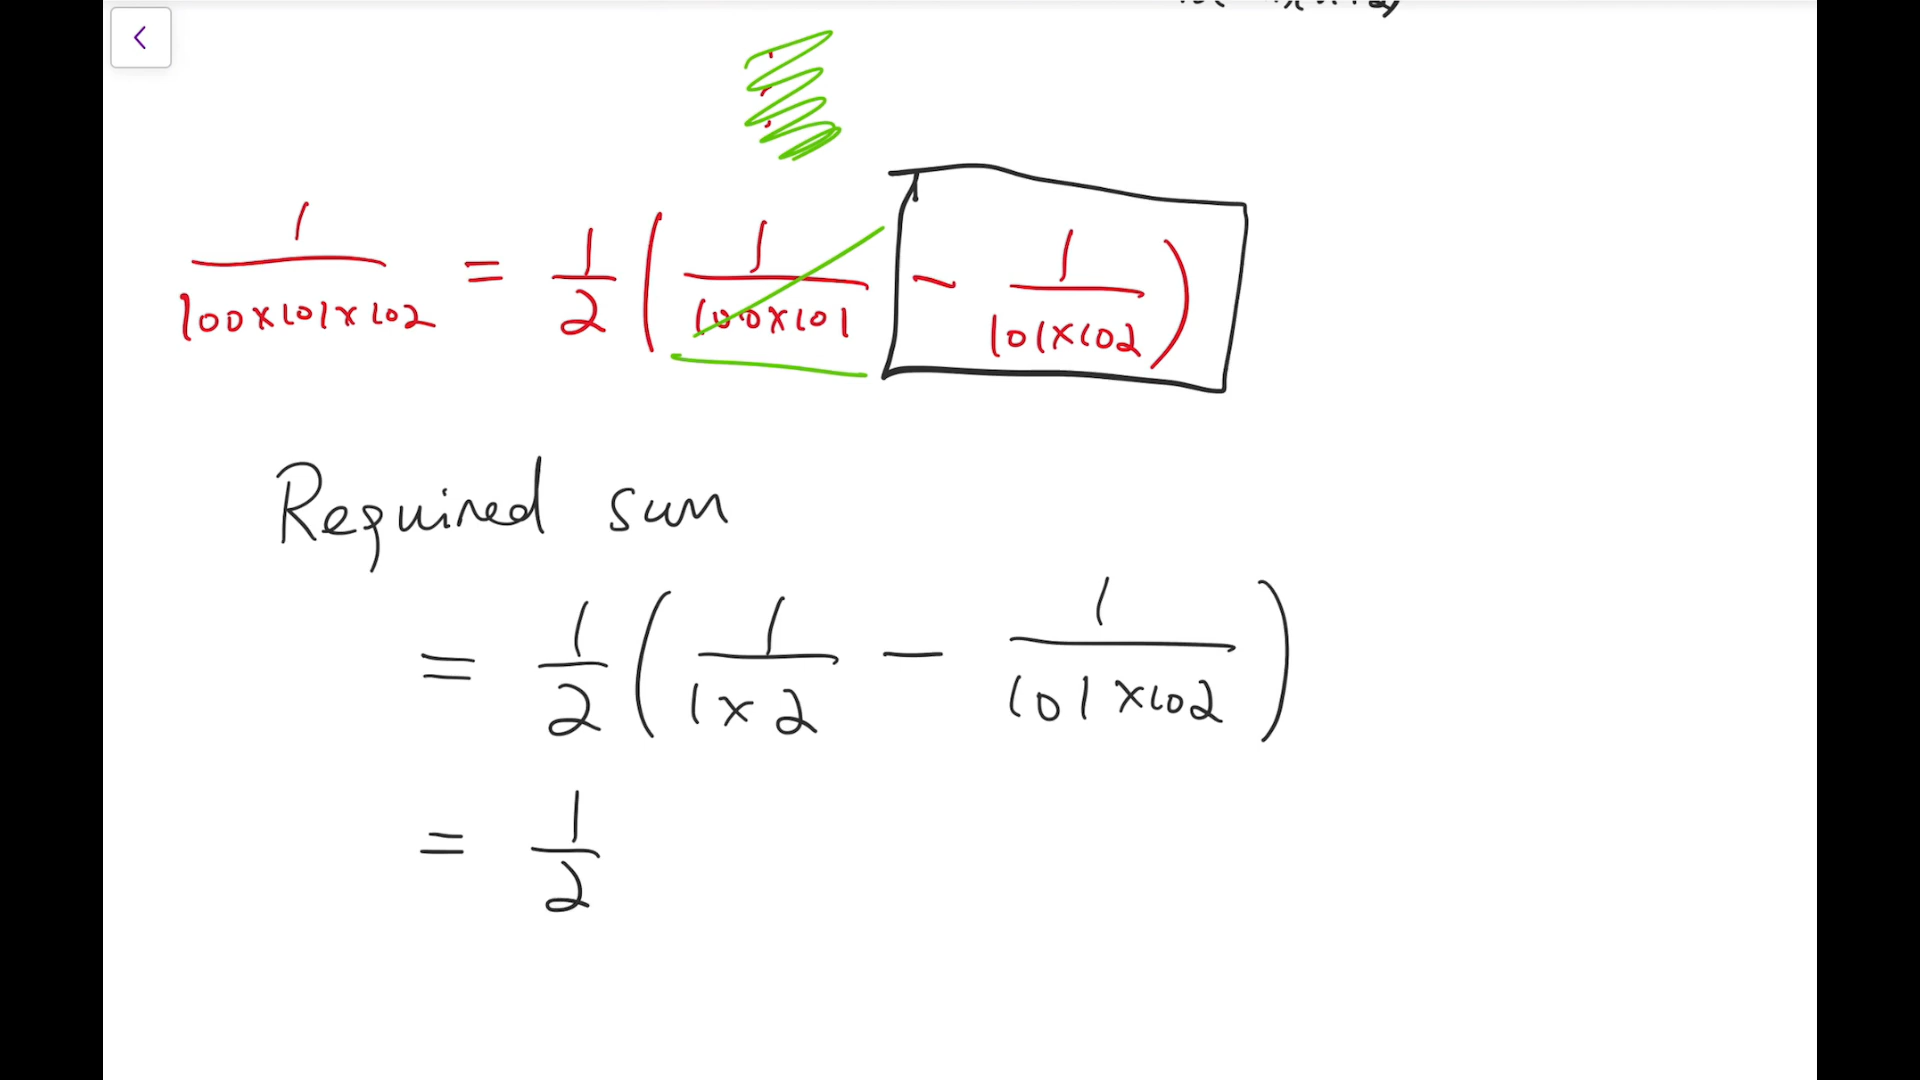 1/(100×101×102) = 1/2 ( 1/(100×101) - 1/(101×102) )
Required sum
= 1/2 ( 1/(1×2) - 1/(101×102) )
= 1/2